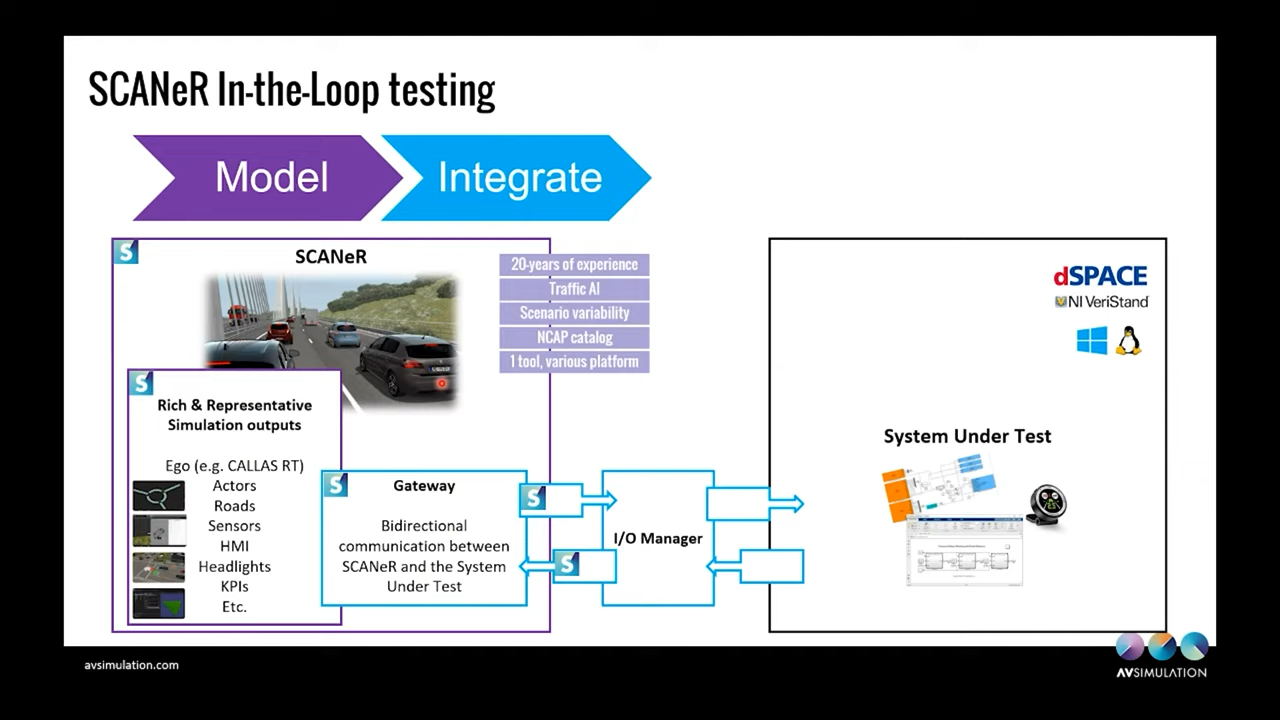 SCANeR In-the-Loop testing
Model
Integrate
S
SCANeR
20-years of experience
Traffic AI
Scenario variability
NCAP catalog
1 tool, various platform
dSPACE
NI VeriStand
S
Rich & Representative
Simulation outputs
Ego (e.g. CALLAS RT)
Actors
Roads
Sensors
HMI
Headlights
KPIs
Etc.
S
Gateway
Bidirectional
communication between
SCANeR and the System
Under Test
S
S
I/O Manager
System Under Test
avsimulation.com
AVSIMULATION